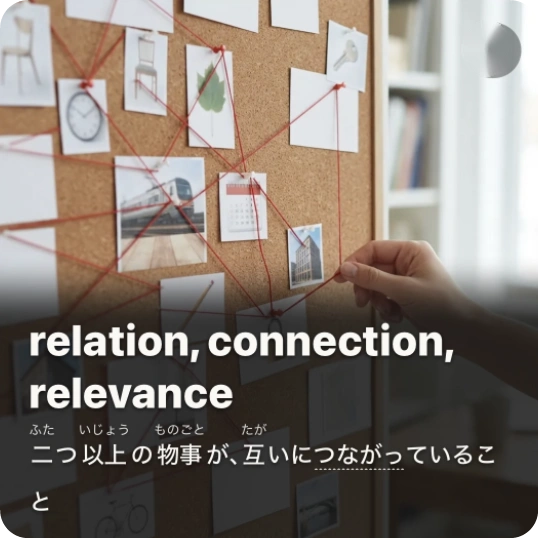 relation, connection,
relevance
ふた いじょう ものごと たが
二つ以上の物事が、互いにつながっているこ
と